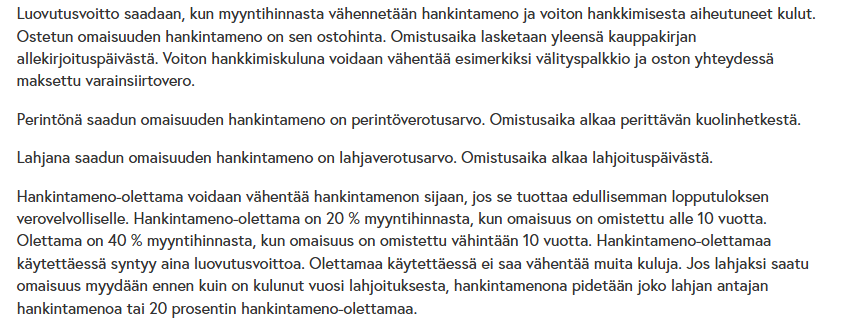 Luovutusvoitto saadaan, kun myyntihinnasta vähennetään hankintameno ja voiton hankkimisesta aiheutuneet kulut.
Ostetun omaisuuden hankintameno on sen ostohinta. Omistusaika lasketaan yleensä kauppakirjan
allekirjoituspäivästä. Voiton hankkimiskuluna voidaan vähentää esimerkiksi välityspalkkio ja oston yhteydessä
maksettu varainsiirtovero.
Perintönä saadun omaisuuden hankintameno on perintöverotusarvo. Omistusaika alkaa perittävän kuolinhetkestä.
Lahjana saadun omaisuuden hankintameno on lahjaverotusarvo. Omistusaika alkaa lahjoituspäivästä.
Hankintameno-olettama voidaan vähentää hankintamenon sijaan, jos se tuottaa edullisemman lopputuloksen
verovelvolliselle. Hankintameno-olettama on 20 % myyntihinnasta, kun omaisuus on omistettu alle 10 vuotta.
Olettama on 40 % myyntihinnasta, kun omaisuus on omistettu vähintään 10 vuotta. Hankintameno-olettamaa
käytettäessä syntyy aina luovutusvoittoa. Olettamaa käytettäessä ei saa vähentää muita kuluja. Jos lahjaksi saatu
omaisuus myydään ennen kuin on kulunut vuosi lahjoituksesta, hankintamenona pidetään joko lahjan antajan
hankintamenoa tai 20 prosentin hankintameno-olettamaa.